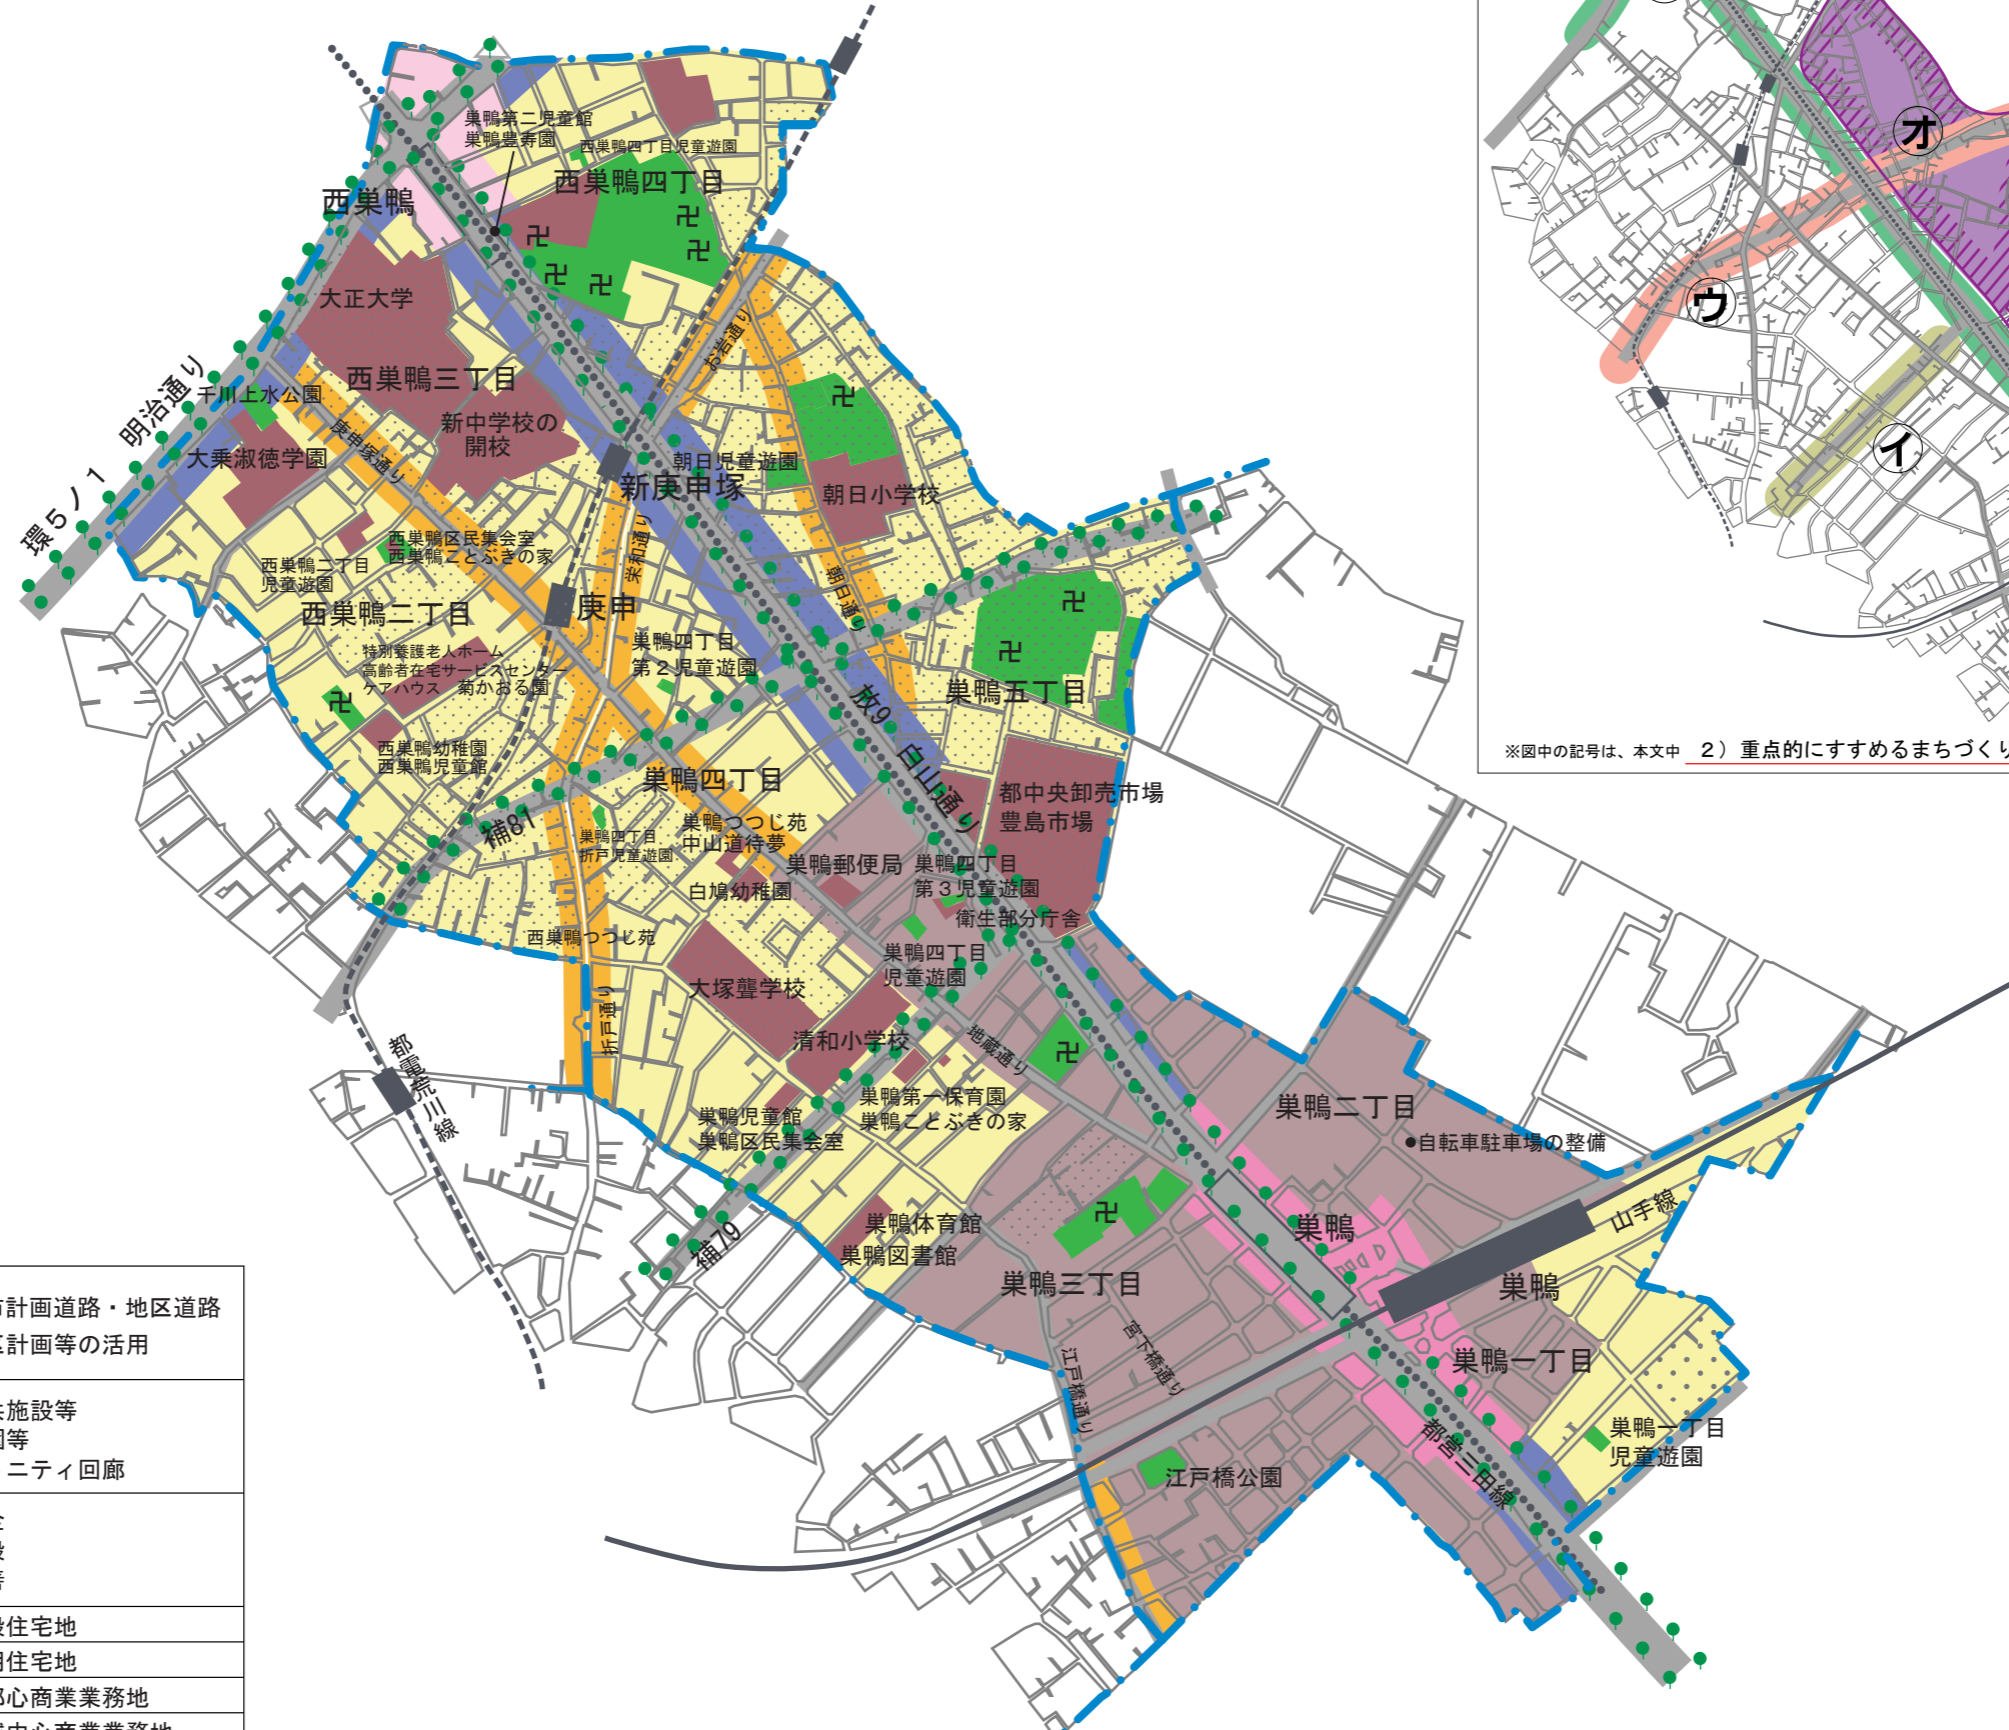 巣鴨第二児童館
巣鴨豊寿園
西巣鴨四丁目児童遊園
西巣鴨四丁目
西巣鴨
大正大学
お岩通り
西巣鴨三丁目
明治通り
千川上水公園
新中学校の
開校
庚申塚通り
大乗淑徳学園
朝日児童遊園
新庚申塚
朝日小学校
環5ノ1
西巣鴨区民集会室
西巣鴨ことぶきの家
栄和通り
西巣鴨二丁目
児童遊園
朝日通り
西巣鴨二丁目
庚申
巣鴨四丁目
第2児童遊園
特別養護老人ホーム
高齢者在宅サービスセンター
ケアハウス 菊かおる園
巣鴨五丁目
放9
白山通り
西巣鴨幼稚園
西巣鴨児童館
巣鴨四丁目
都中央卸売市場
豊島市場
補81
巣鴨四丁目
折戸児童遊園
巣鴨つつじ苑
中山道待夢
巣鴨郵便局
巣鴨四丁目
第3児童遊園
白鳩幼稚園
衛生部分庁舎
西巣鴨つつじ苑
巣鴨四丁目
児童遊園
大塚聾学校
折戸通り
清和小学校
地蔵通り
都電荒川線
巣鴨第一保育園
巣鴨ことぶきの家
巣鴨児童館
巣鴨区民集会室
巣鴨二丁目
●自転車駐車場の整備
巣鴨体育館
巣鴨図書館
補79
巣鴨
山手線
巣鴨三丁目
巣鴨
宮下橋通り
江戸橋通り
巣鴨一丁目
巣鴨一丁目
児童遊園
都営三田線
江戸橋公園
オ
ウ
イ
※図中の記号は、本文中 2）重点的にすすめるまちづくり
計画道路・地区道路
計画等の活用
施設等
等
ニティ回廊
住宅地
住宅地
心商業業務地